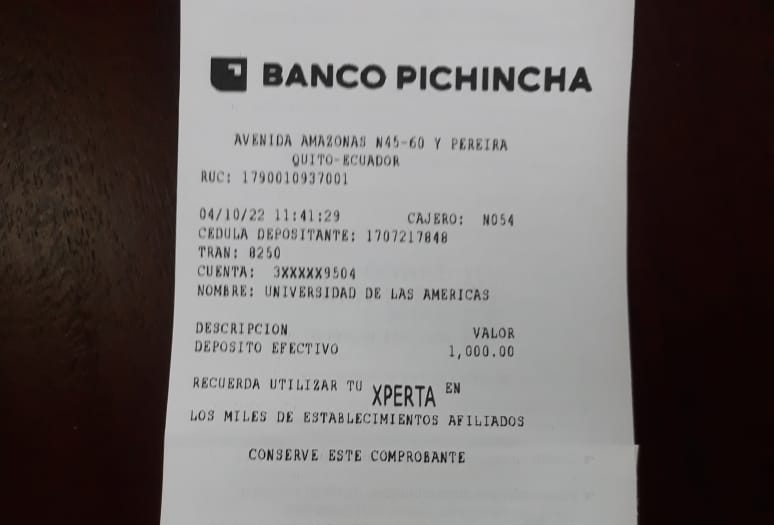 BANCO PICHINCHA
AVENIDA AMAZONAS N45-60 Y PEREIRA
QUITO-ECUADOR
RUC: 1790010937001
04/10/22 11:41:29 CAJERO: N054
CEDULA DEPOSITANTE: 1707217848
TRAN: 8250
CUENTA: 3XXXXX9504
NOMBRE: UNIVERSIDAD DE LAS AMERICAS
DESCRIPCION VALOR
DEPOSITO EFECTIVO 1,000.00
RECUERDA UTILIZAR TU XPERTA EN
LOS MILES DE ESTABLECIMIENTOS AFILIADOS
CONSERVE ESTE COMPROBANTE